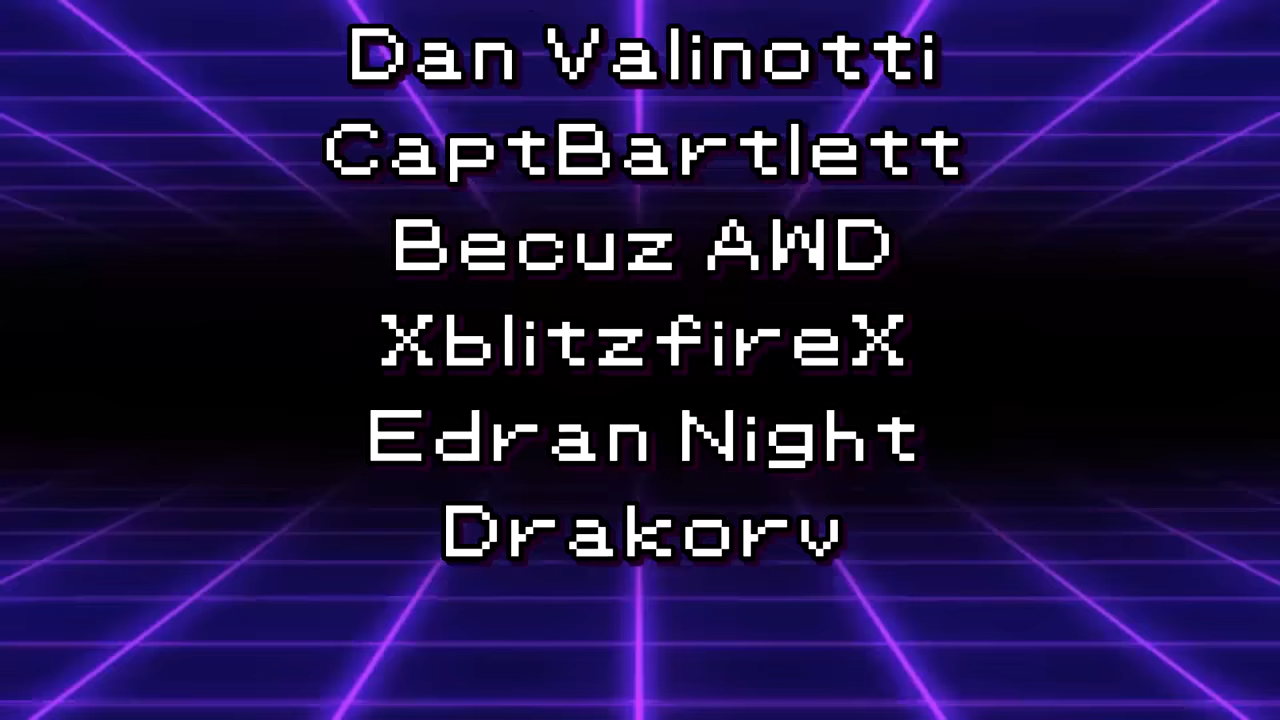 Dan Valinotti
CaptBartlett
Becuz AWD
XblitzfireX
Edran Night
Drakorv